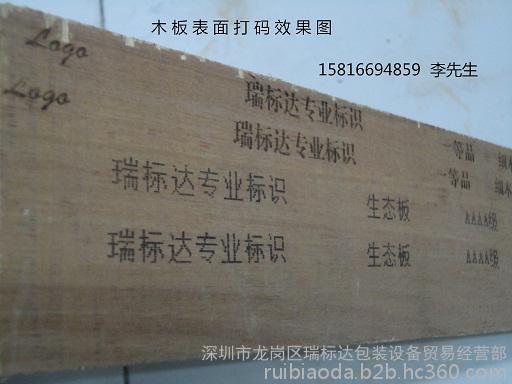 木板表面打码效果图
15816694859 李先生
Logo
Logo
瑞标达专业标识
瑞标达专业标识
一等品 细木
一等品 细木
瑞标达专业标识 生态板 AAAA级
瑞标达专业标识 生态板 AAAA级
深圳市龙岗区瑞标达包装设备贸易经营部
ruibiaoda.b2b.hc360.com